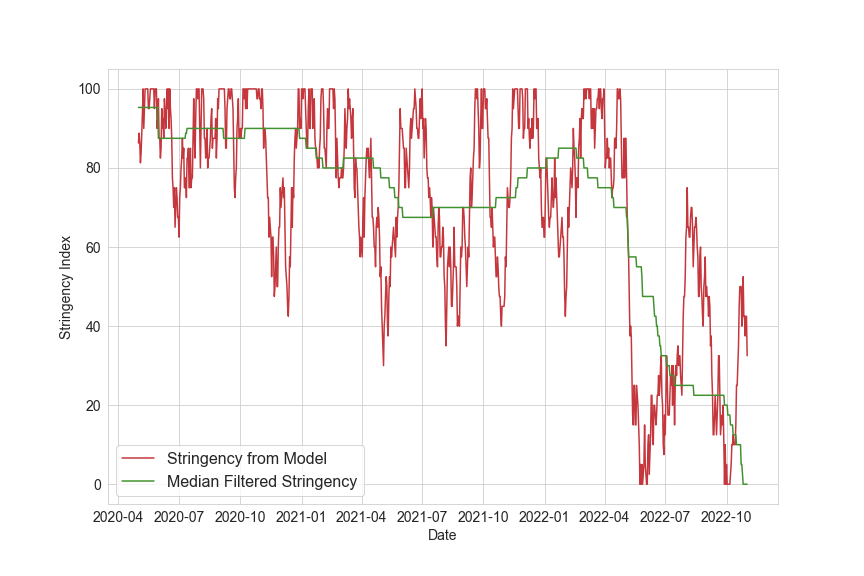 100
80
60
40
20
0
Stringency Index
Stringency from Model
Median Filtered Stringency
2020-04 2020-07 2020-10 2021-01 2021-04 2021-07 2021-10 2022-01 2022-04 2022-07 2022-10
Date